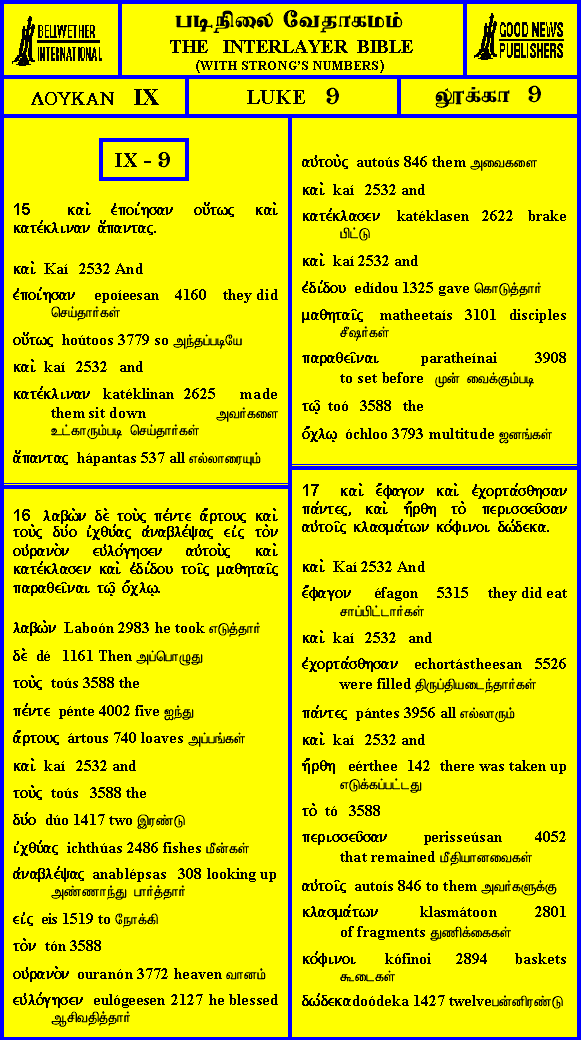 BELLWETHER
INTERNATIONAL
படிநிலை வேதாகமம்
THE INTERLAYER BIBLE
(WITH STRONG'S NUMBERS)
GOOD NEWS
PUBLISHERS
ΛΟΥΚΑΝ IX
LUKE 9
லூக்கா 9
IX - 9
15 καὶ ἐποίησαν οὕτως καὶ
κατέκλιναν ἅπαντας.
καὶ Kaí 2532 And
ἐποίησαν epoíeesan 4160 they did
செய்தார்கள்
οὕτως hoútoos 3779 so அந்தப்படியே
καὶ kaí 2532 and
κατέκλιναν katéklinan 2625 made
them sit down அவர்களை
உட்காரும்படி செய்தார்கள்
ἅπαντας hápantas 537 all எல்லாரையும்
16 λαβὼν δὲ τοὺς πέντε ἄρτους καὶ
τοὺς δύο ἰχθύας ἀναβλέψας εἰς τὸν
οὐρανὸν εὐλόγησεν αὐτοὺς καὶ
κατέκλασεν καὶ ἐδίδου τοῖς μαθηταῖς
παραθεῖναι τῷ ὄχλῳ.
λαβὼν Laboón 2983 he took எடுத்தார்
δὲ dé 1161 Then அப்பொழுது
τοὺς toús 3588 the
πέντε pénte 4002 five ஐந்து
ἄρτους ártous 740 loaves அப்பங்கள்
καὶ kaí 2532 and
τοὺς toús 3588 the
δύο dúo 1417 two இரண்டு
ἰχθύας ichthúas 2486 fishes மீன்கள்
ἀναβλέψας anablépsas 308 looking up
அண்ணாந்து பார்த்தார்
εἰς eis 1519 to நோக்கி
τὸν tón 3588
οὐρανὸν ouranón 3772 heaven வானம்
εὐλόγησεν eulógeesen 2127 he blessed
ஆசிவதித்தார்
αὐτοὺς autoús 846 them அவைகளை
καὶ kaí 2532 and
κατέκλασεν katéklasen 2622 brake
பிட்டு
καὶ kaí 2532 and
ἐδίδου edídou 1325 gave கொடுத்தார்
μαθηταῖς matheetaís 3101 disciples
சீஷர்கள்
παραθεῖναι paratheínai 3908
to set before முன் வைக்கும்படி
τῷ toó 3588 the
ὄχλῳ óchloo 3793 multitude ஜனங்கள்
17 καὶ ἔφαγον καὶ ἐχορτάσθησαν
πάντες, καὶ ἤρθη τὸ περισσεῦσαν
αὐτοῖς κλασμάτων κόφινοι δώδεκα.
καὶ Kaí 2532 And
ἔφαγον éfagon 5315 they did eat
சாப்பிட்டார்கள்
καὶ kaí 2532 and
ἐχορτάσθησαν echortástheesan 5526
were filled திருப்தியடைந்தார்கள்
πάντες pántes 3956 all எல்லாரும்
καὶ kaí 2532 and
ἤρθη eérthee 142 there was taken up
எடுக்கப்பட்டது
τὸ tó 3588
περισσεῦσαν perisseúsan 4052
that remained மீதியானவைகள்
αὐτοῖς autoís 846 to them அவர்களுக்கு
κλασμάτων klasmátoon 2801
of fragments துணிக்கைகள்
κόφινοι kófinoi 2894 baskets
கூடைகள்
δώδεκα doódeka 1427 twelve பன்னிரண்டு